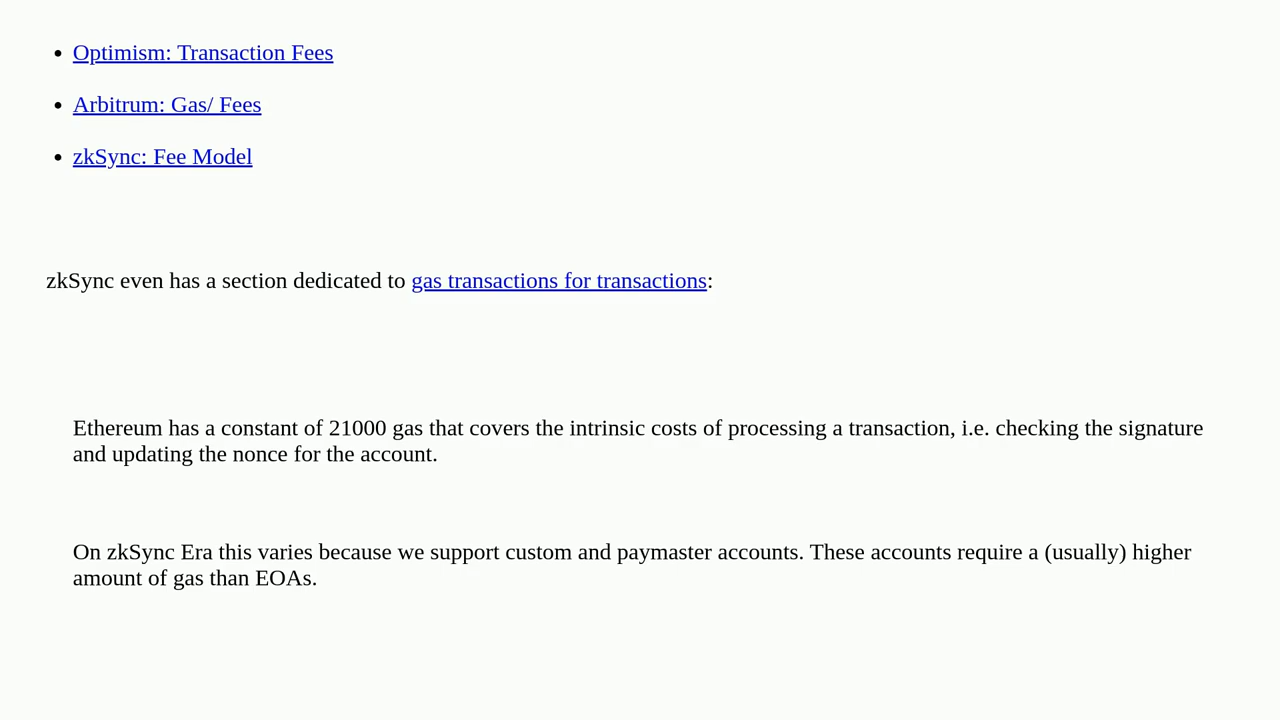 Optimism: Transaction Fees
Arbitrum: Gas/ Fees
zkSync: Fee Model
zkSync even has a section dedicated to gas transactions for transactions:
Ethereum has a constant of 21000 gas that covers the intrinsic costs of processing a transaction, i.e. checking the signature
and updating the nonce for the account.
On zkSync Era this varies because we support custom and paymaster accounts. These accounts require a (usually) higher
amount of gas than EOAs.